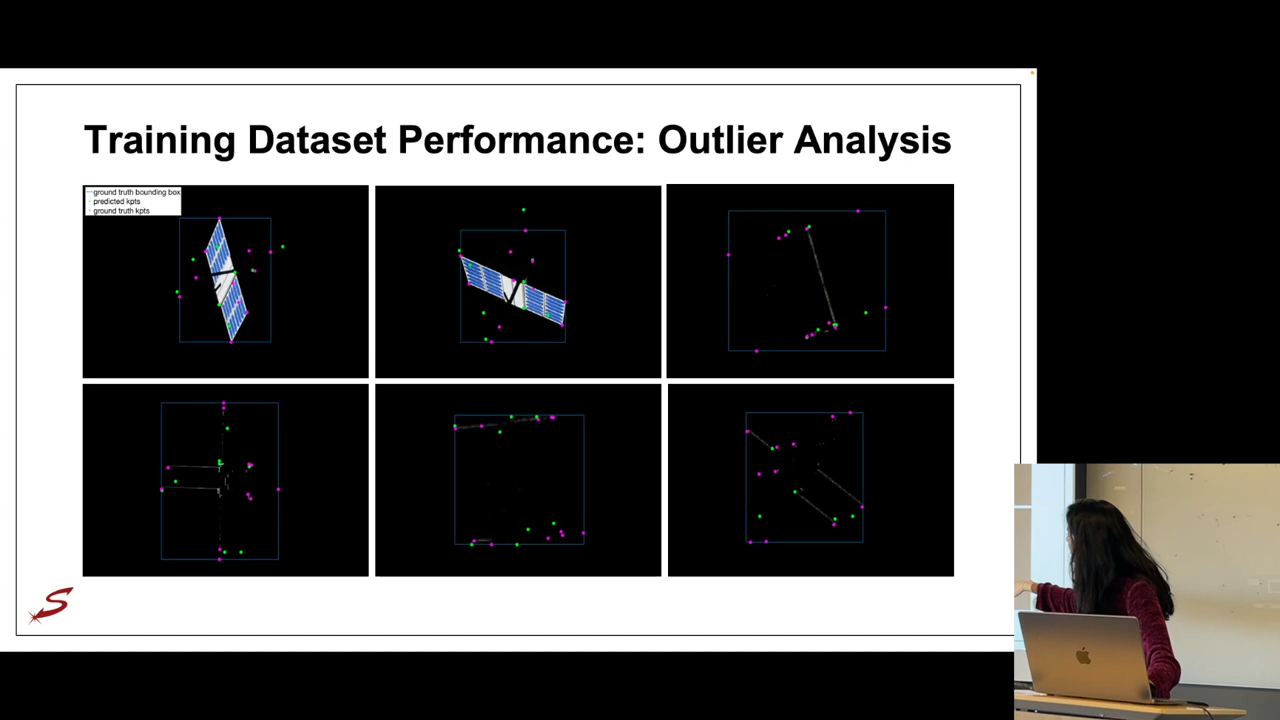 Training Dataset Performance: Outlier Analysis
ground truth bounding box
predicted kpts
ground truth kpts
S